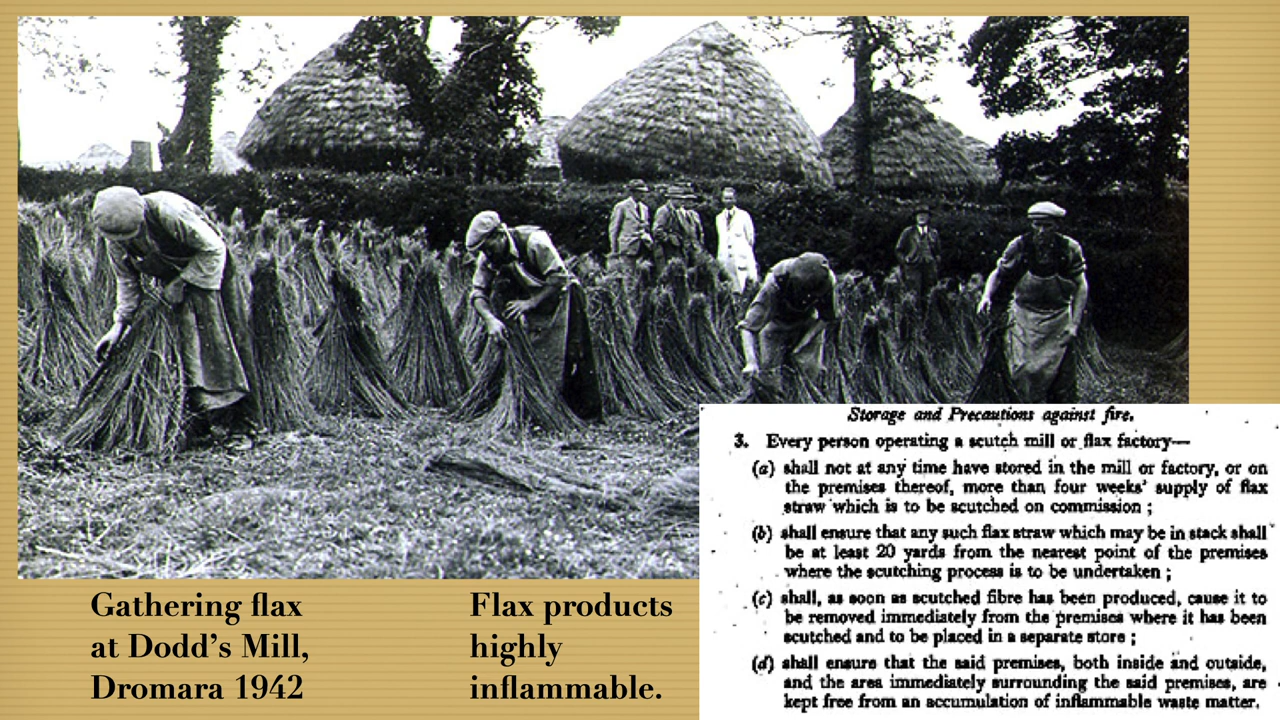 Storage and Precautions against fire.
3. Every person operating a scutch mill or flax factory—
(a) shall not at any time have stored in the mill or factory, or on
the premises thereof, more than four weeks' supply of flax
straw which is to be scutched on commission ;
(b) shall ensure that any such flax straw which may be in stack shall
be at least 20 yards from the nearest point of the premises
where the scutching process is to be undertaken ;
(c) shall, as soon as scutched fibre has been produced, cause it to
be removed immediately from the premises where it has been
scutched and to be placed in a separate store ;
(d) shall ensure that the said premises, both inside and outside,
and the area immediately surrounding the said premises, are
kept free from an accumulation of inflammable waste matter.
Gathering flax
at Dodd's Mill,
Dromara 1942
Flax products
highly
inflammable.